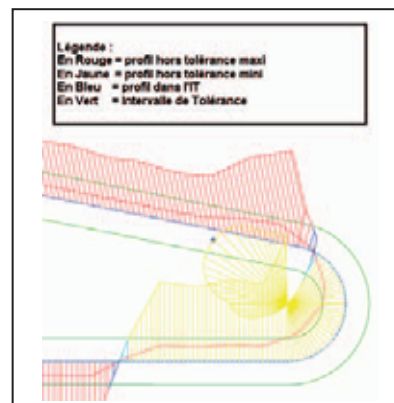 Légende :
En Rouge = profil hors tolérance maxi
En Jaune = profil hors tolérance mini
En Bleu = profil dans l'IT
En Vert = Intervalle de Tolérance